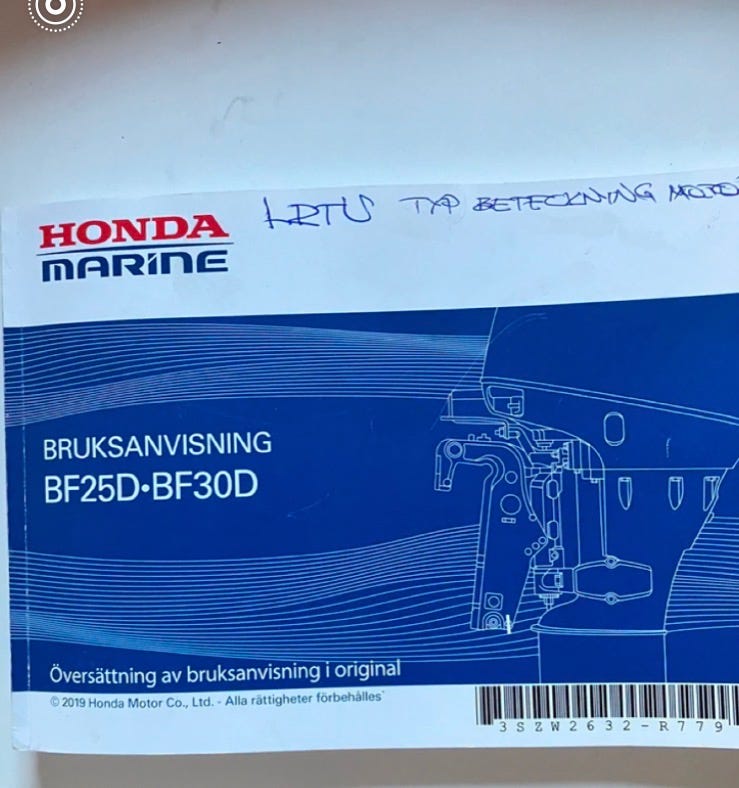 LRTU TYP BETECKNING MOTO
HONDA
MARINE
BRUKSANVISNING
BF25D•BF30D
Översättning av bruksanvisning i original
© 2019 Honda Motor Co., Ltd. - Alla rättigheter förbehålles
3SZW2632-R779